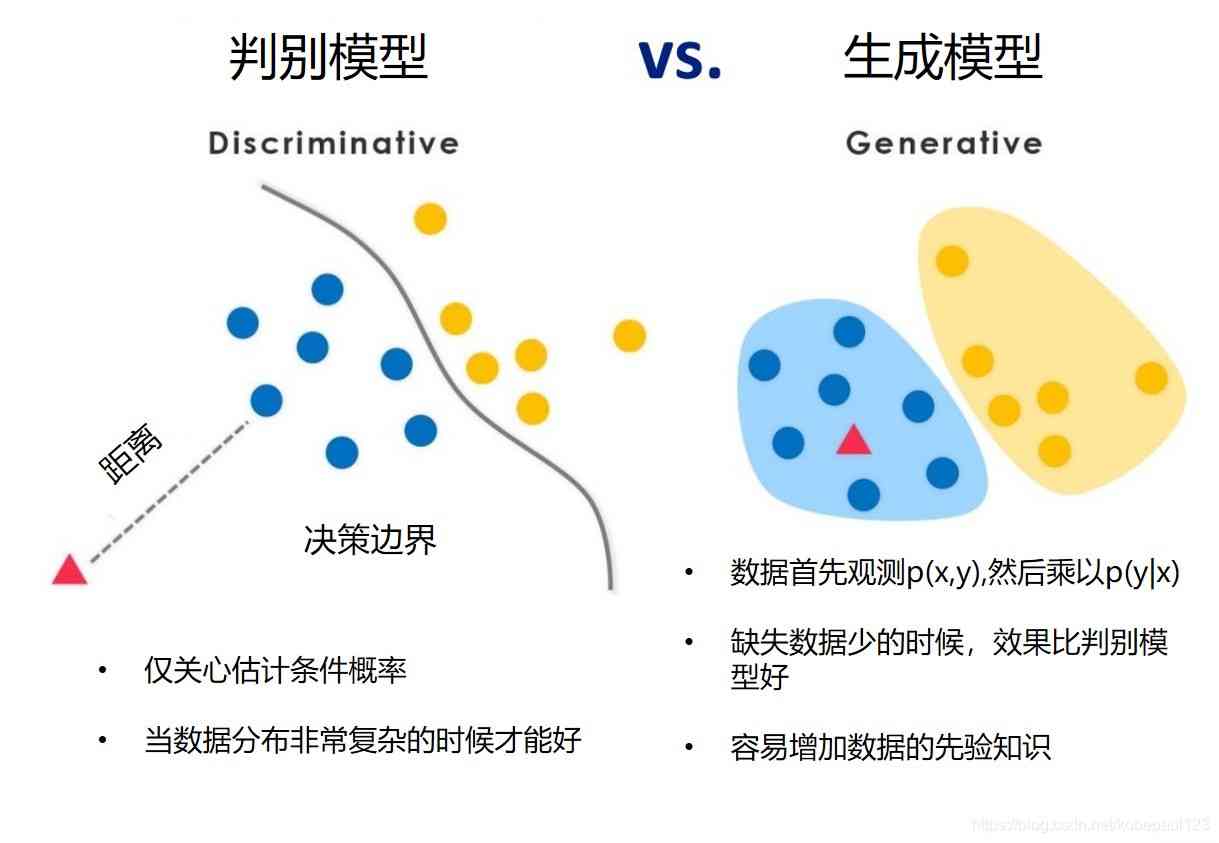 判别模型
vs.
生成模型
Discriminative
Generative
距离
决策边界
• 仅关心估计条件概率
• 当数据分布非常复杂的时候才能好
• 数据首先观测p(x,y),然后乘以p(y|x)
• 缺失数据少的时候，效果比判别模
型好
• 容易增加数据的先验知识
https://blog.csdn.net/kobepaul123